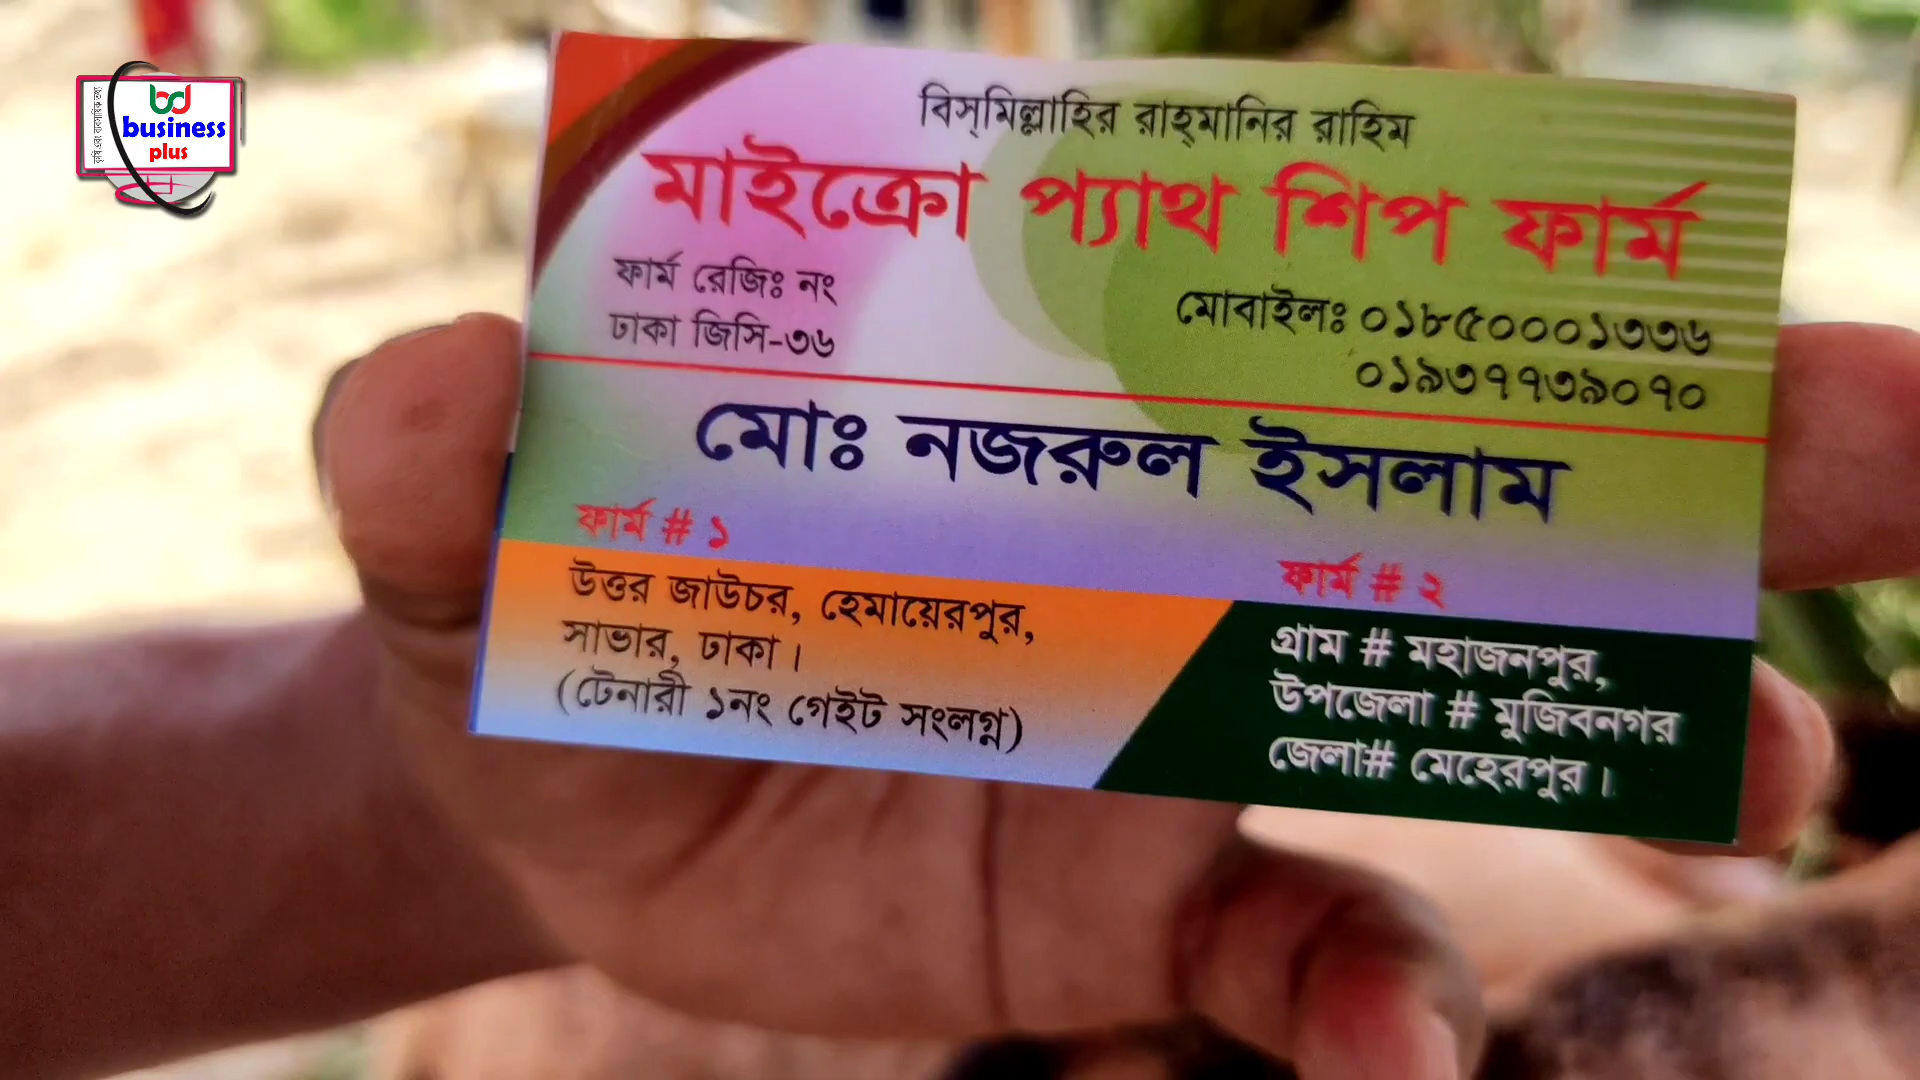 bd
business
plus
বিস্‌মিল্লাহির রাহ্‌মানির রাহিম
মাইক্রো প্যাথ শিপ ফার্ম
ফার্ম রেজিঃ নং
ঢাকা জিসি-৩৬
মোবাইলঃ ০১৮৫০০০১৩৩৬
০১৯৩৭৭৩৯০৭০
মোঃ নজরুল ইসলাম
ফার্ম # ১
উত্তর জাউচর, হেমায়েরপুর,
সাভার, ঢাকা।
(টেনারী ১নং গেইট সংলগ্ন)
ফার্ম # ২
গ্রাম # মহাজনপুর,
উপজেলা # মুজিবনগর
জেলা# মেহেরপুর।